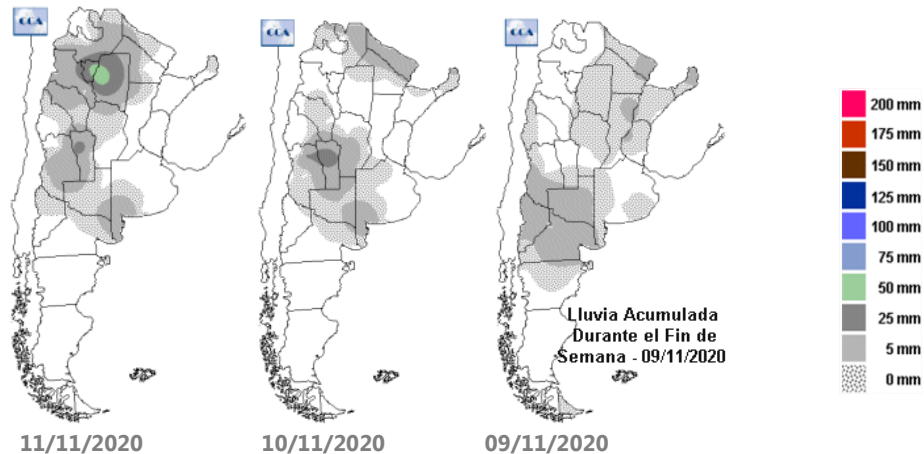 CCA
CCA
CCA
200 mm
175 mm
150 mm
125 mm
100 mm
75 mm
50 mm
25 mm
5 mm
0 mm
Lluvia Acumulada
Durante el Fin de
Semana - 09/11/2020
11/11/2020
10/11/2020
09/11/2020